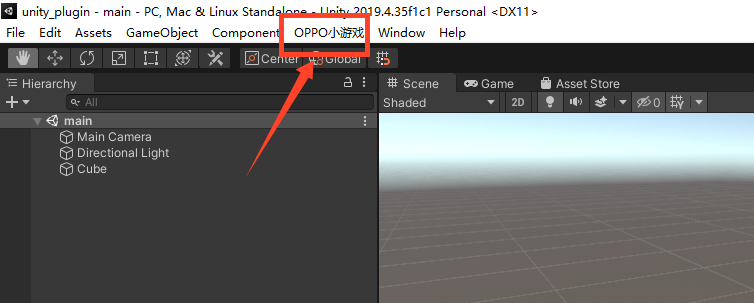 unity_plugin - main - PC, Mac & Linux Standalone - Unity 2019.4.35f1c1 Personal <DX11>
File Edit Assets GameObject Component OPPO小游戏 Window Help
Center Global
Hierarchy
All
main
Main Camera
Directional Light
Cube
Scene Game Asset Store
Shaded 2D 0